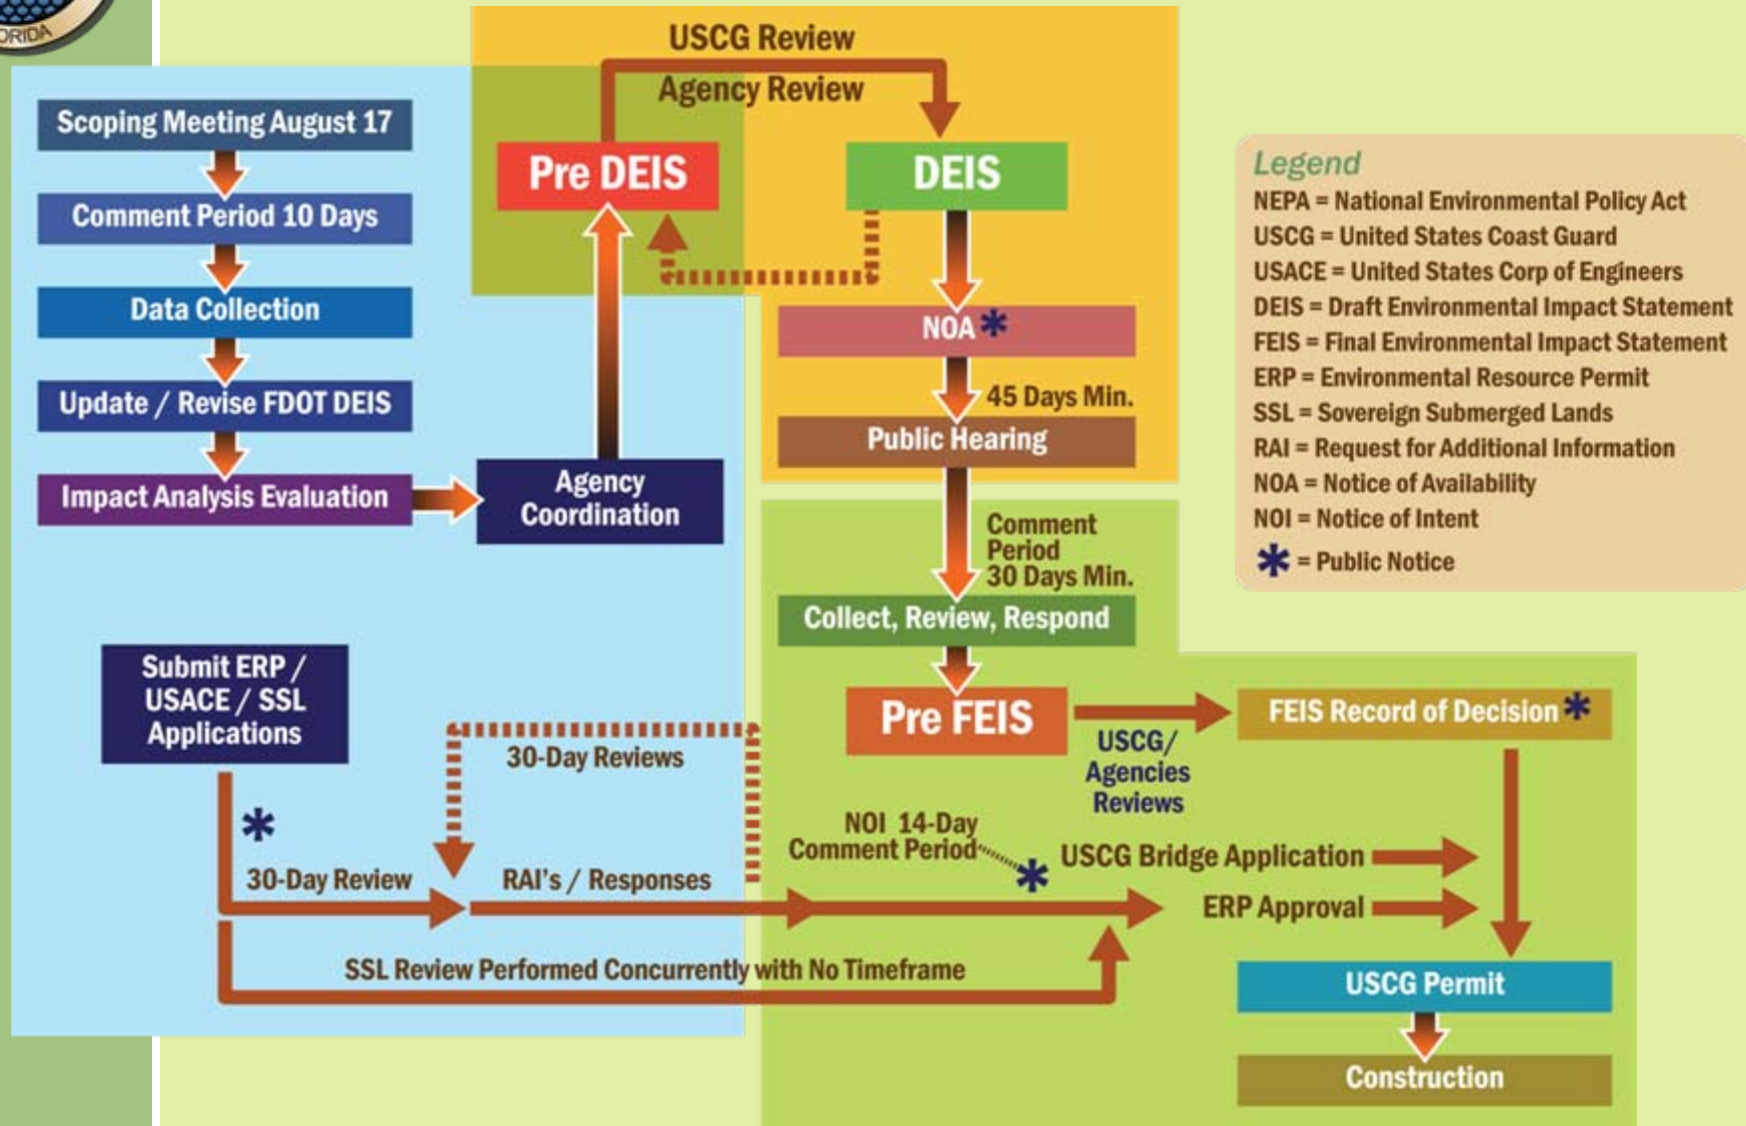 ORIDA
USCG Review
Agency Review
Scoping Meeting August 17
Comment Period 10 Days
Data Collection
Update / Revise FDOT DEIS
Impact Analysis Evaluation
Agency
Coordination
Pre DEIS
DEIS
NOA *
45 Days Min.
Public Hearing
Comment
Period
30 Days Min.
Collect, Review, Respond
Pre FEIS
USCG/
Agencies
Reviews
FEIS Record of Decision *
Submit ERP /
USACE / SSL
Applications
*
30-Day Review
30-Day Reviews
RAI's / Responses
NOI 14-Day
Comment Period
*
USCG Bridge Application
ERP Approval
SSL Review Performed Concurrently with No Timeframe
USCG Permit
Construction
Legend
NEPA = National Environmental Policy Act
USCG = United States Coast Guard
USACE = United States Corp of Engineers
DEIS = Draft Environmental Impact Statement
FEIS = Final Environmental Impact Statement
ERP = Environmental Resource Permit
SSL = Sovereign Submerged Lands
RAI = Request for Additional Information
NOA = Notice of Availability
NOI = Notice of Intent
* = Public Notice